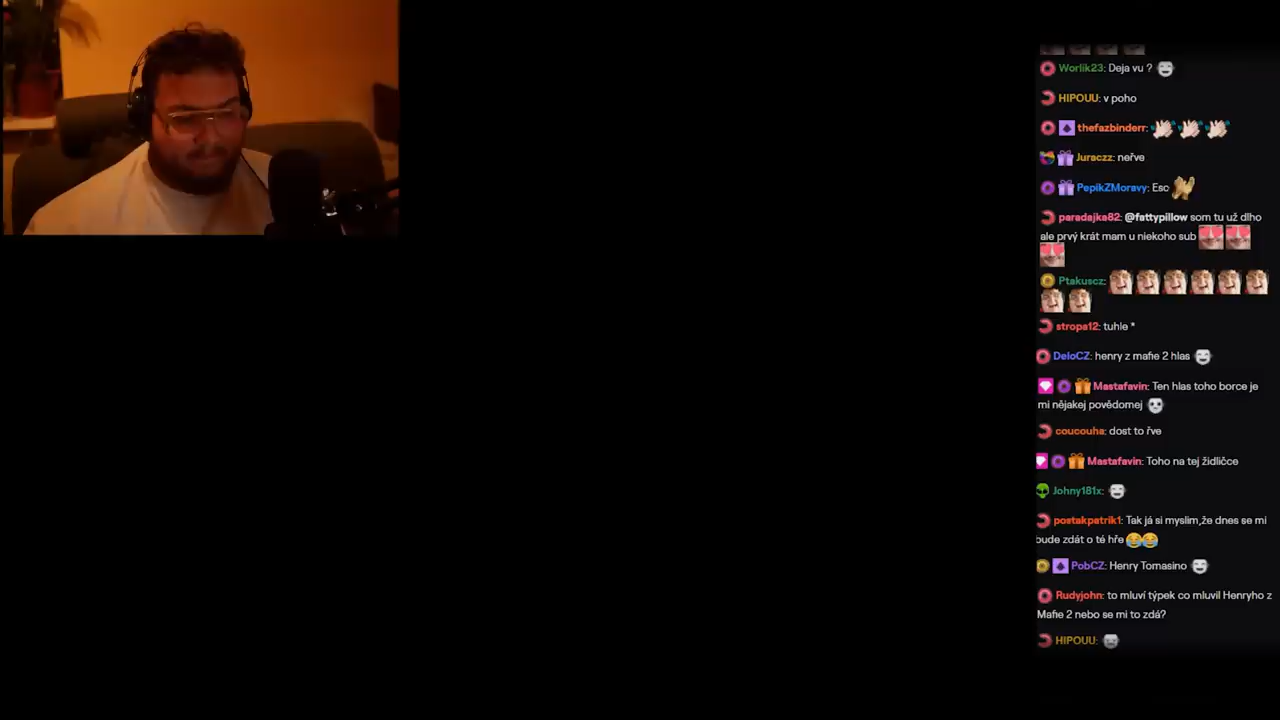 Worlik23: Deja vu ?
HIPOUU: v poho
thefazbinderr:
Juraczz: neřve
PepikZMoravy: Esc
paradajka82: @fattypillow som tu už dlho
ale prvý krát mam u niekoho sub
Ptakuscz:
stropa12: tuhle *
DeloCZ: henry z mafie 2 hlas
Mastafavin: Ten hlas toho borce je
mi nějakej povědomej
coucouha: dost to řve
Mastafavin: Toho na tej židličce
Johny181x:
postakpatrik1: Tak já si myslim,že dnes se mi
bude zdát o té hře
PobCZ: Henry Tomasino
Rudyjohn: to mluví týpek co mluvil Henryho z
Mafie 2 nebo se mi to zdá?
HIPOUU: